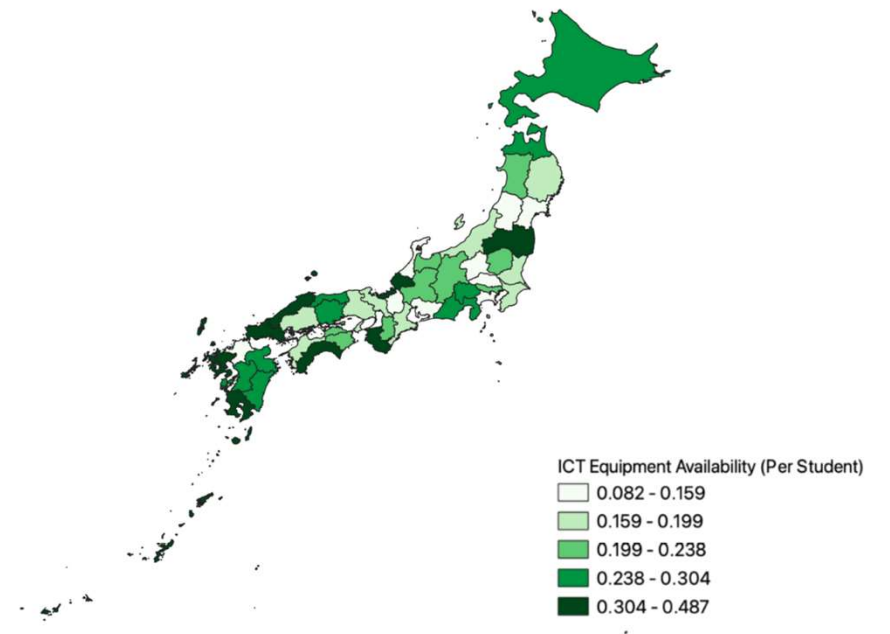 ICT Equipment Availability (Per Student)
0.082 - 0.159
0.159 - 0.199
0.199 - 0.238
0.238 - 0.304
0.304 - 0.487